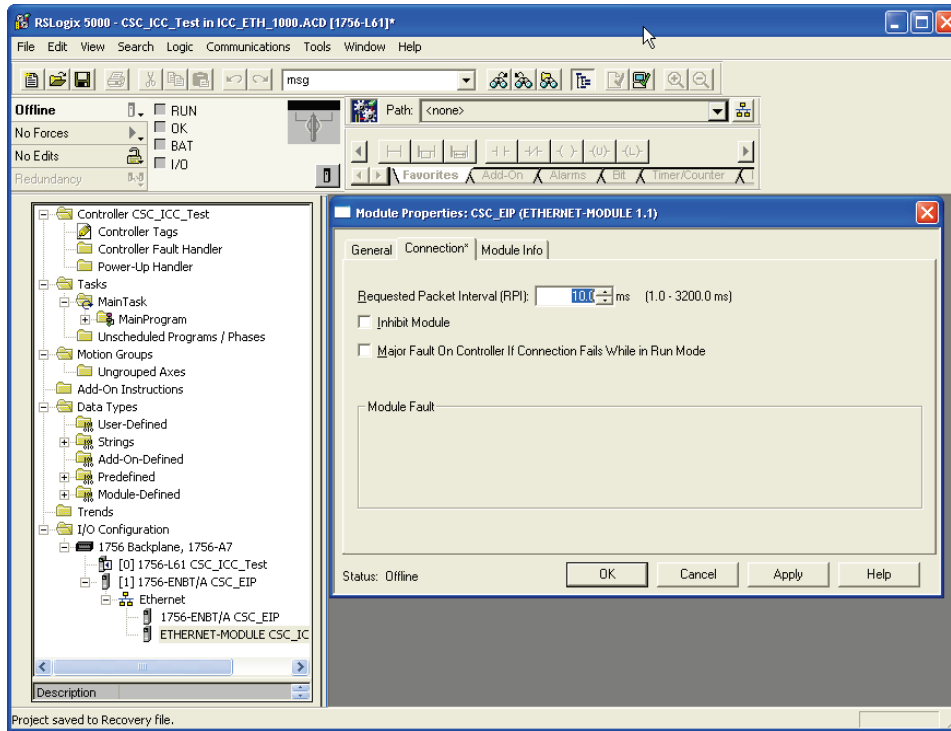 RSLogix 5000 - CSC_ICC_Test in ICC_ETH_1000.ACD [1756-L61]*
File Edit View Search Logic Communications Tools Window Help
msg
Offline
RUN
No Forces
OK
No Edits
BAT
Redundancy
I/O
Path: <none>
Favorites Add-On Alarms Bit Timer/Counter
Controller CSC_ICC_Test
Controller Tags
Controller Fault Handler
Power-Up Handler
Tasks
MainTask
MainProgram
Unscheduled Programs / Phases
Motion Groups
Ungrouped Axes
Add-On Instructions
Data Types
User-Defined
Strings
Add-On-Defined
Predefined
Module-Defined
Trends
I/O Configuration
1756 Backplane, 1756-A7
[0] 1756-L61 CSC_ICC_Test
[1] 1756-ENBT/A CSC_EIP
Ethernet
1756-ENBT/A CSC_EIP
ETHERNET-MODULE CSC_IC
Description
Module Properties: CSC_EIP (ETHERNET-MODULE 1.1)
General Connection* Module Info
Requested Packet Interval (RPI): 10.0 ms (1.0 - 3200.0 ms)
Inhibit Module
Major Fault On Controller If Connection Fails While in Run Mode
Module Fault
Status: Offline OK Cancel Apply Help
Project saved to Recovery file.